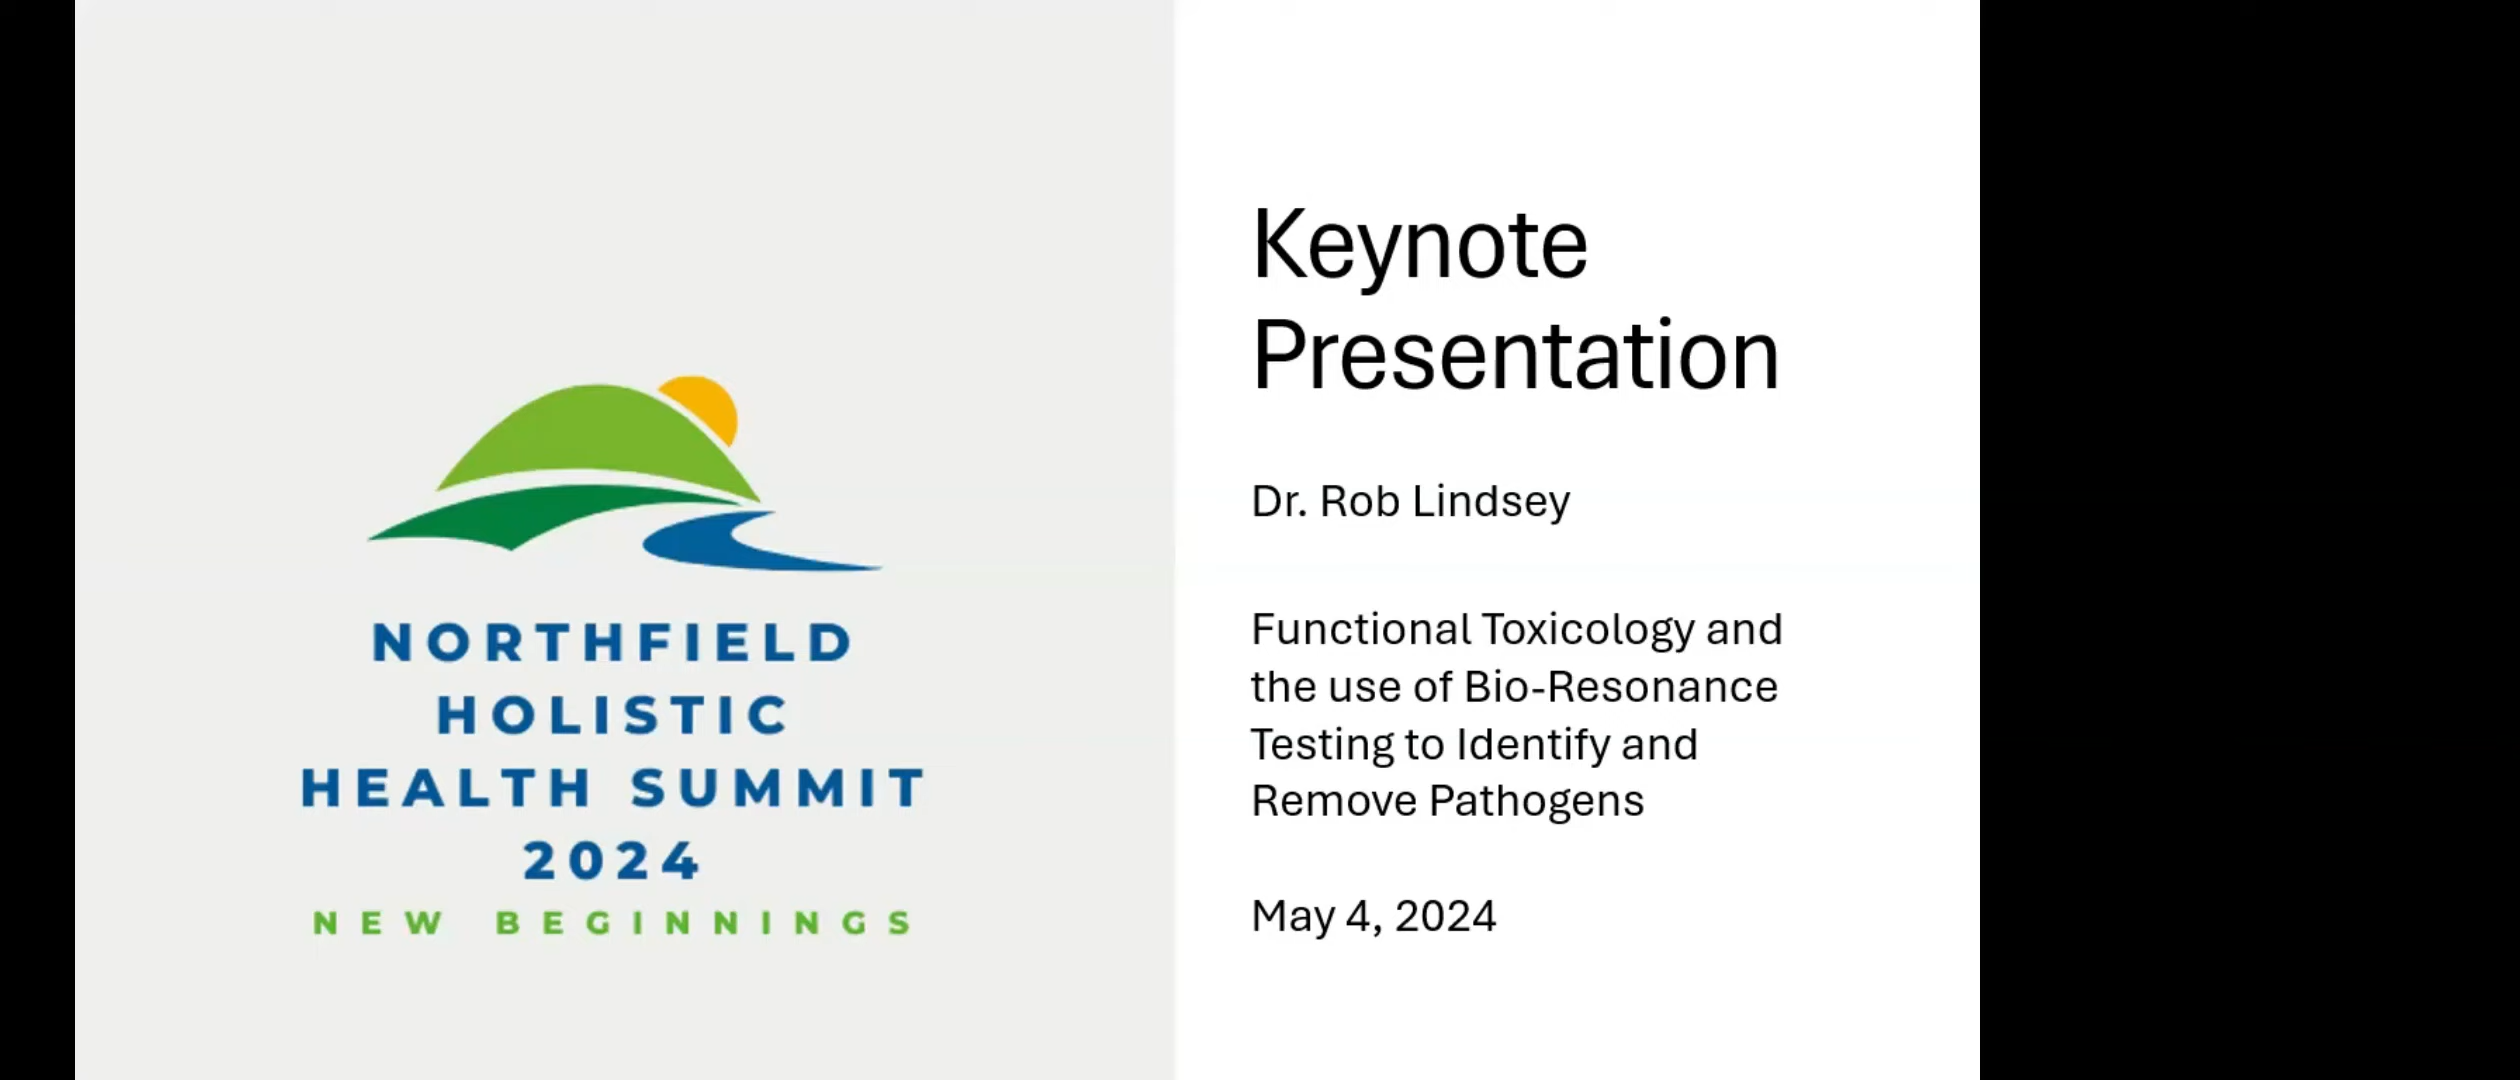 NORTHFIELD
HOLISTIC
HEALTH SUMMIT
2024
NEW BEGINNINGS
Keynote
Presentation
Dr. Rob Lindsey
Functional Toxicology and
the use of Bio-Resonance
Testing to Identify and
Remove Pathogens
May 4, 2024